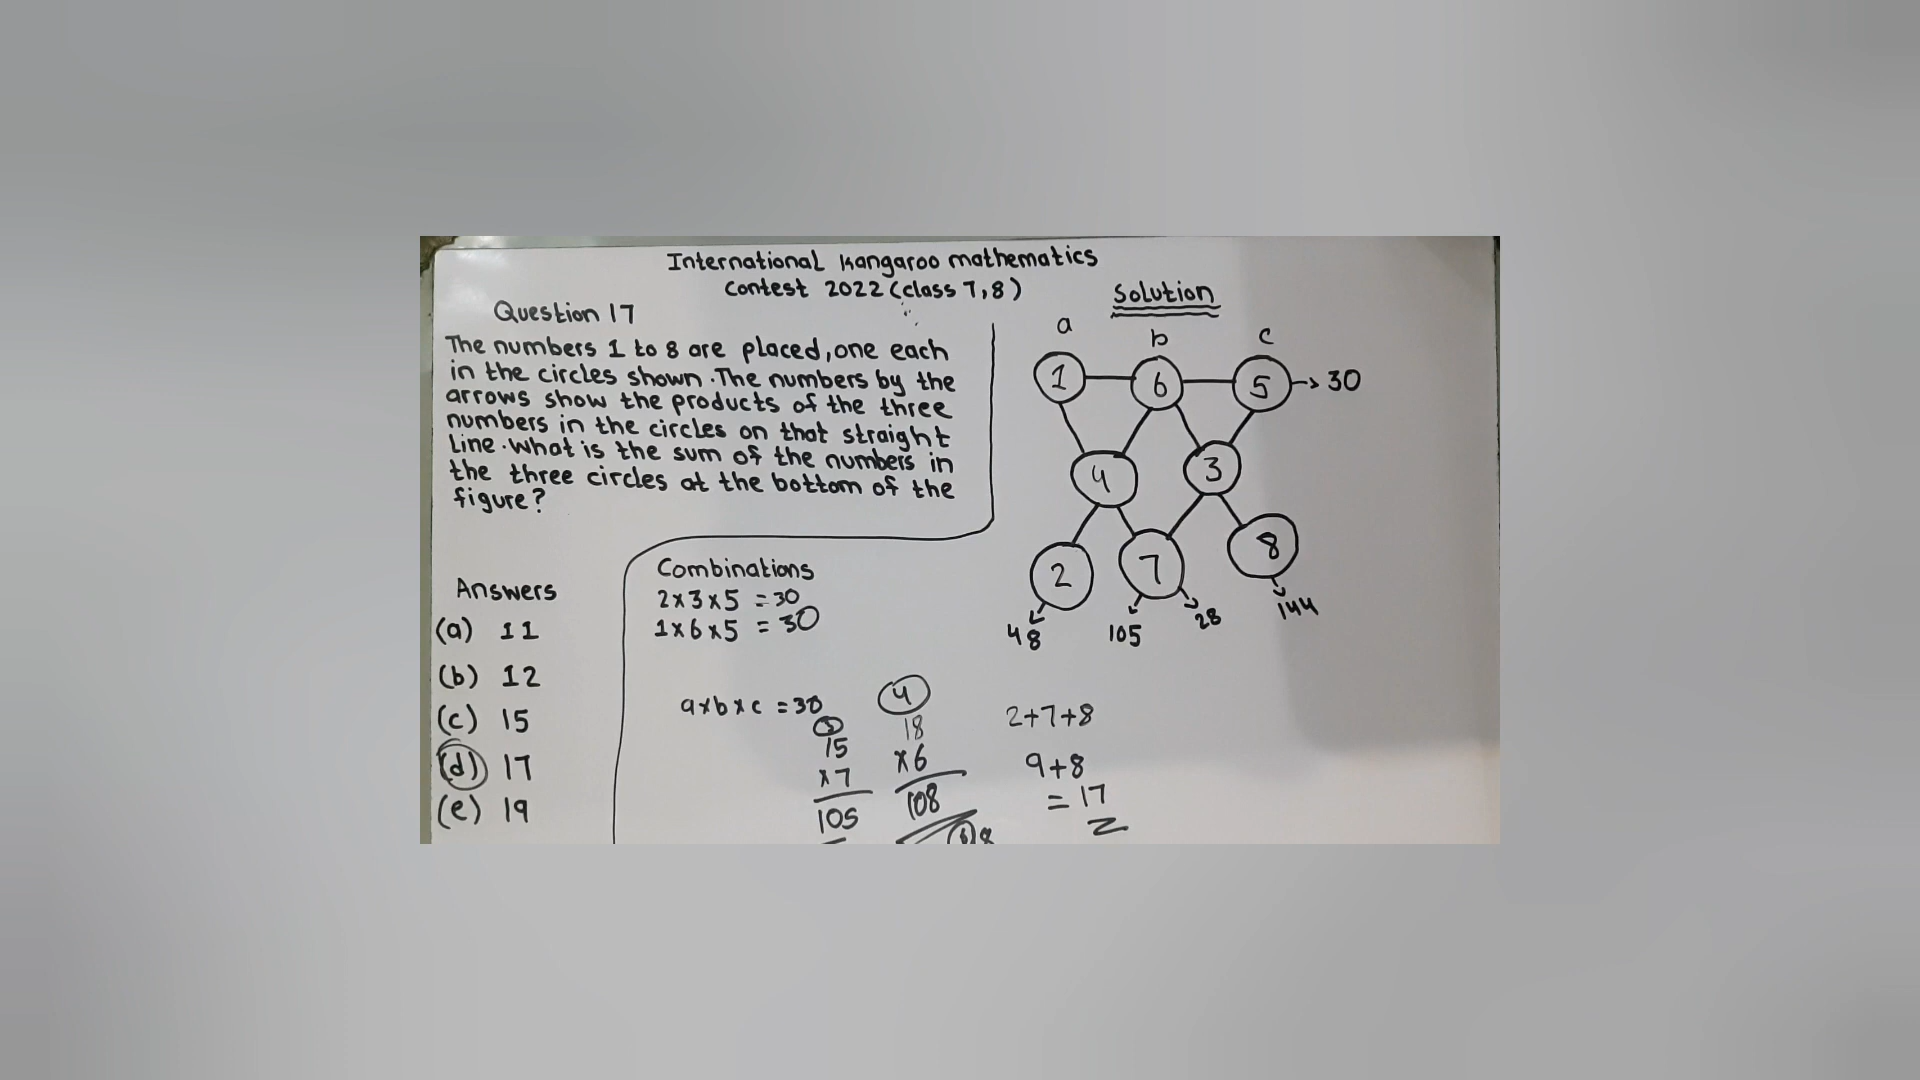 International Kangaroo mathematics
Contest 2022 (class 7,8)
Question 17
The numbers 1 to 8 are placed, one each
in the circles shown. The numbers by the
arrows show the products of the three
numbers in the circles on that straight
Line. What is the sum of the numbers in
the three circles at the bottom of the
figure?
Answers
(a) 11
(b) 12
(c) 15
(d) 17
(e) 19
Combinations
2x3x5 = 30
1x6x5 = 30
axbxc = 30
15
x7
105
4
18
x6
108
Solution
a b c
1 6 5 → 30
4 3
2 7 8
48 105 28 144
2+7+8
9+8
= 17